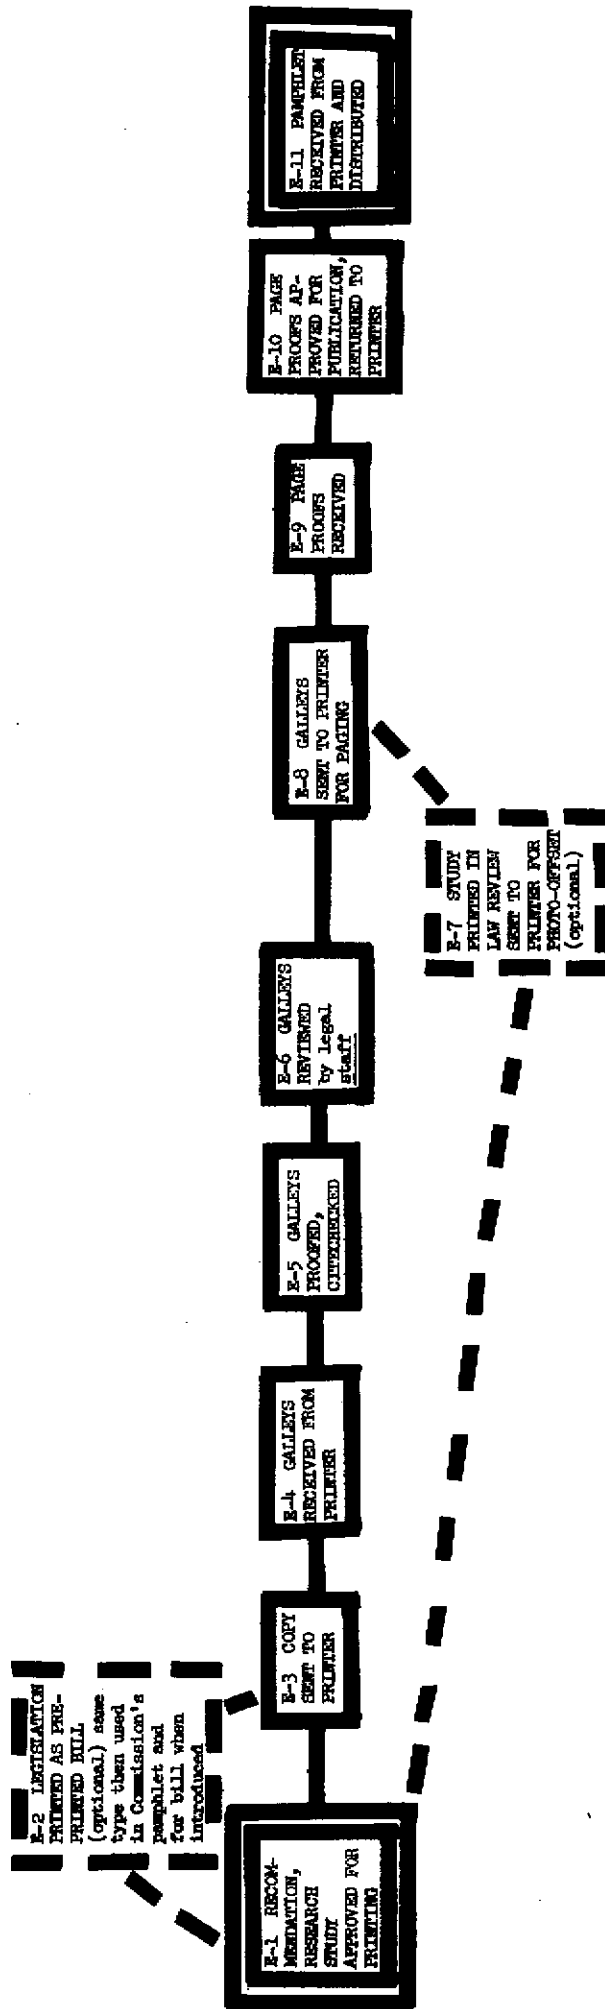 E-1 RECOM-
MENDATION,
RESEARCH
STUDY
APPROVED FOR
PRINTING
E-2 LEGISLATION
PRINTED AS PRE-
PRINTED BILL
(optional) same
type then used
in Commission's
pamphlet and
for bill when
introduced
E-3 COPY
SENT TO
PRINTER
E-4 GALLEYS
RECEIVED FROM
PRINTER
E-5 GALLEYS
PROOFED,
CITECHECKED
E-6 GALLEYS
REVIEWED
by legal
staff
E-7 STUDY
PRINTED IN
LAW REVIEW
SENT TO
PRINTER FOR
PHOTO-OFFSET
(optional)
E-8 GALLEYS
SENT TO PRINTER
FOR PAGING
E-9 PAGE
PROOFS
RECEIVED
E-10 PAGE
PROOFS AP-
PROVED FOR
PUBLICATION,
RETURNED TO
PRINTER
E-11 PAMPHLET
RECEIVED FROM
PRINTER AND
DISTRIBUTED